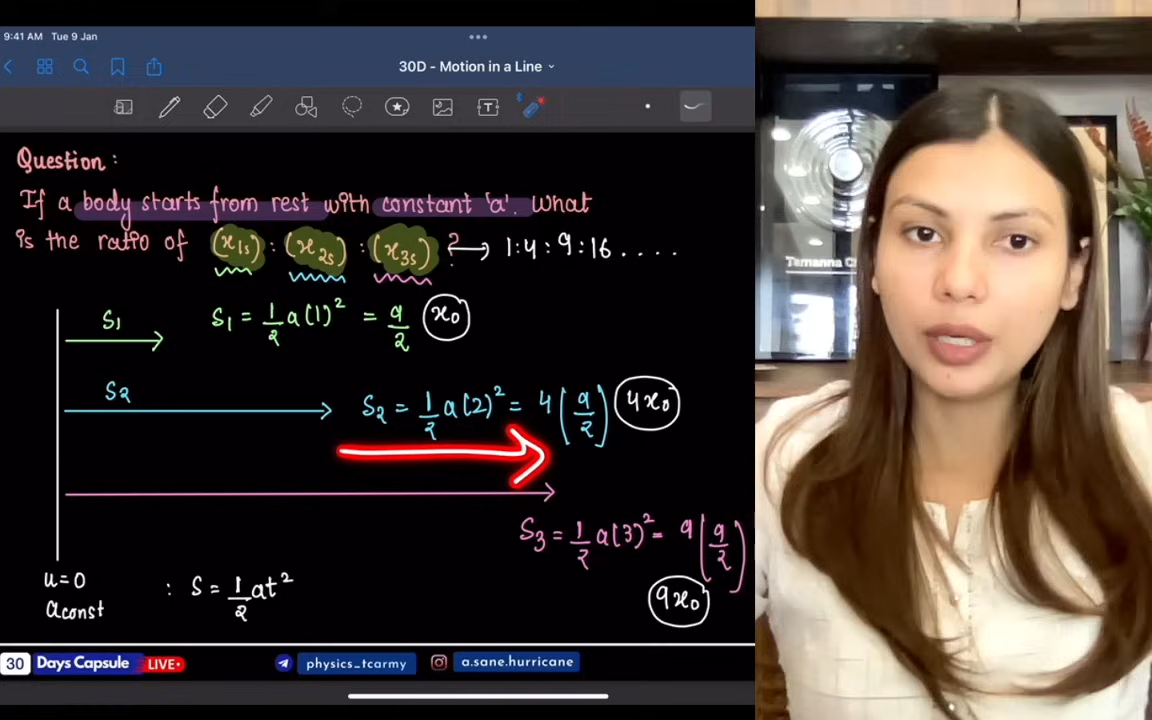 9:41 AM Tue 9 Jan
30D - Motion in a Line
Question:
If a body starts from rest with constant 'a'. What
is the ratio of (x1s) : (x2s) : (x3s) ? ⟷ 1:4:9:16....
S1
S1 = 1/2 a(1)² = a/2 x0
S2
S2 = 1/2 a(2)² = 4(a/2) 4x0
S3 = 1/2 a(3)² = 9(a/2)
9x0
u=0 : S = 1/2 at²
a const
30 Days Capsule LIVE physics_tcarmy a.sane.hurricane